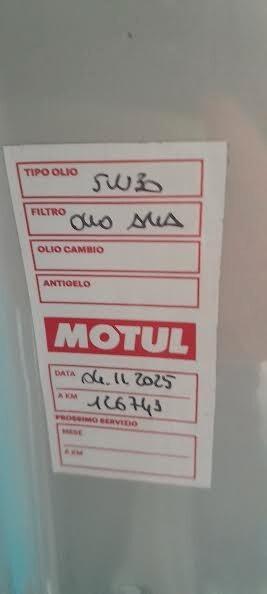 TIPO OLIO 5W30
FILTRO OLIO ARIA
OLIO CAMBIO
ANTIGELO
MOTUL
DATA 04.11.2025
A KM 126743
PROSSIMO SERVIZIO
MESE
A KM